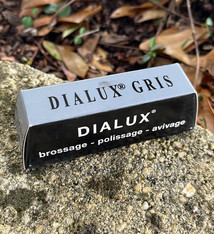 DIALUX® GRIS
DIALUX®
brossage - polissage - avivage